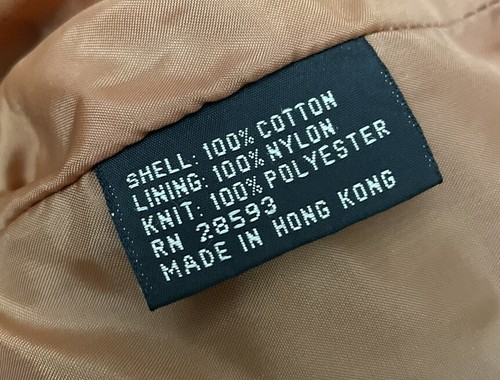 SHELL: 100% COTTON
LINING: 100% NYLON
KNIT: 100% POLYESTER
RN 28593
MADE IN HONG KONG